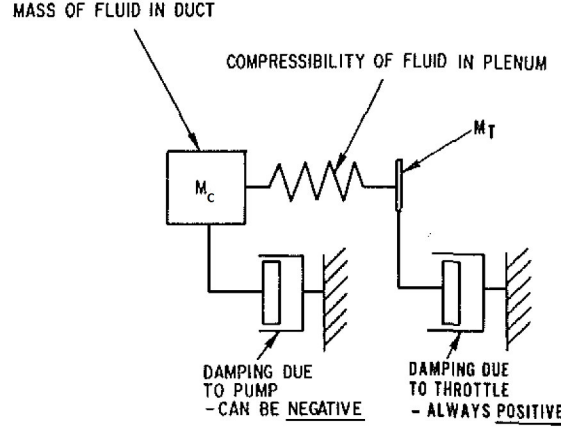 MASS OF FLUID IN DUCT
COMPRESSIBILITY OF FLUID IN PLENUM
M_T
M_C
DAMPING DUE
TO PUMP
- CAN BE NEGATIVE
DAMPING DUE
TO THROTTLE
- ALWAYS POSITIVE